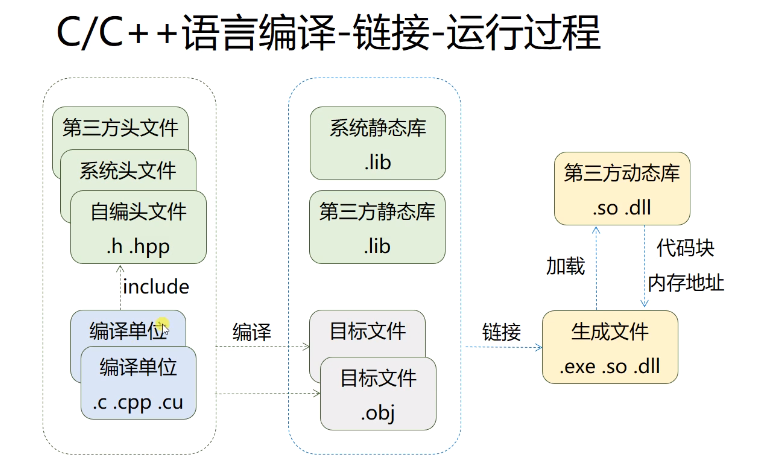 C/C++语言编译-链接-运行过程
第三方头文件
系统头文件
自编头文件
.h .hpp
include
编译单位
编译单位
.c .cpp .cu
编译
系统静态库
.lib
第三方静态库
.lib
目标文件
目标文件
.obj
链接
第三方动态库
.so .dll
加载
代码块
内存地址
生成文件
.exe .so .dll